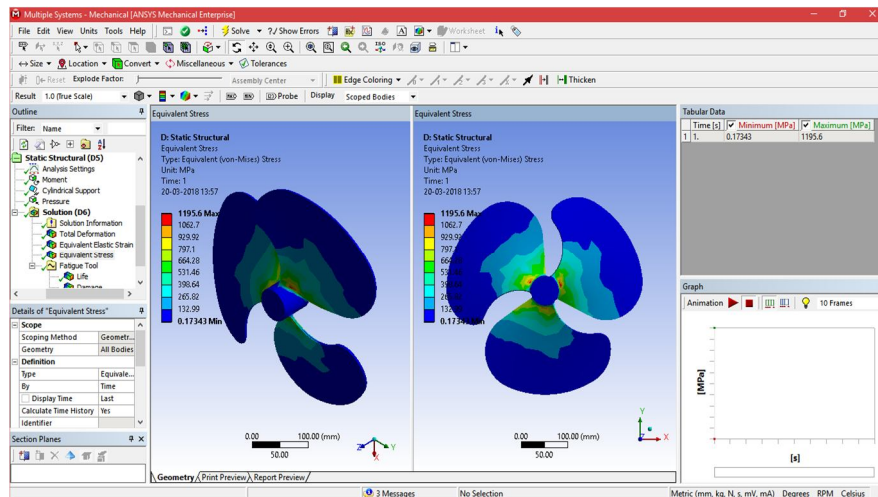 Multiple Systems - Mechanical [ANSYS Mechanical Enterprise]
File Edit View Units Tools Help Solve ?/ Show Errors Worksheet
Size Location Convert Miscellaneous Tolerances
Reset Explode Factor: Assembly Center Edge Coloring Thicken
Result 1.0 (True Scale) Probe Display Scoped Bodies
Outline
Filter: Name
Static Structural (D5)
Analysis Settings
Moment
Cylindrical Support
Pressure
Solution (D6)
Solution Information
Total Deformation
Equivalent Elastic Strain
Equivalent Stress
Fatigue Tool
Life
Damage
Details of "Equivalent Stress"
Scope
Scoping Method Geometr...
Geometry All Bodies
Definition
Type Equivale...
By Time
Display Time Last
Calculate Time History Yes
Identifier
Section Planes
Equivalent Stress
D: Static Structural
Equivalent Stress
Type: Equivalent (von-Mises) Stress
Unit: MPa
Time: 1
20-03-2018 13:57
1195.6 Max
1062.7
929.92
797.1
664.28
531.46
398.64
265.82
132.99
0.17343 Min
0.00 100.00 (mm)
50.00
Z Y
X
Geometry Print Preview Report Preview
Equivalent Stress
D: Static Structural
Equivalent Stress
Type: Equivalent (von-Mises) Stress
Unit: MPa
Time: 1
20-03-2018 13:57
1195.6 Max
1062.7
929.92
0.00 100.00 (mm)
50.00
Y
Z X
Tabular Data
Time [s] Minimum [MPa] Maximum [MPa]
1 1. 0.17343 1195.6
Graph
Animation 10 Frames
[MPa]
[s]
3 Messages No Selection Metric (mm, kg, N, s, mV, mA) Degrees RPM Celsius